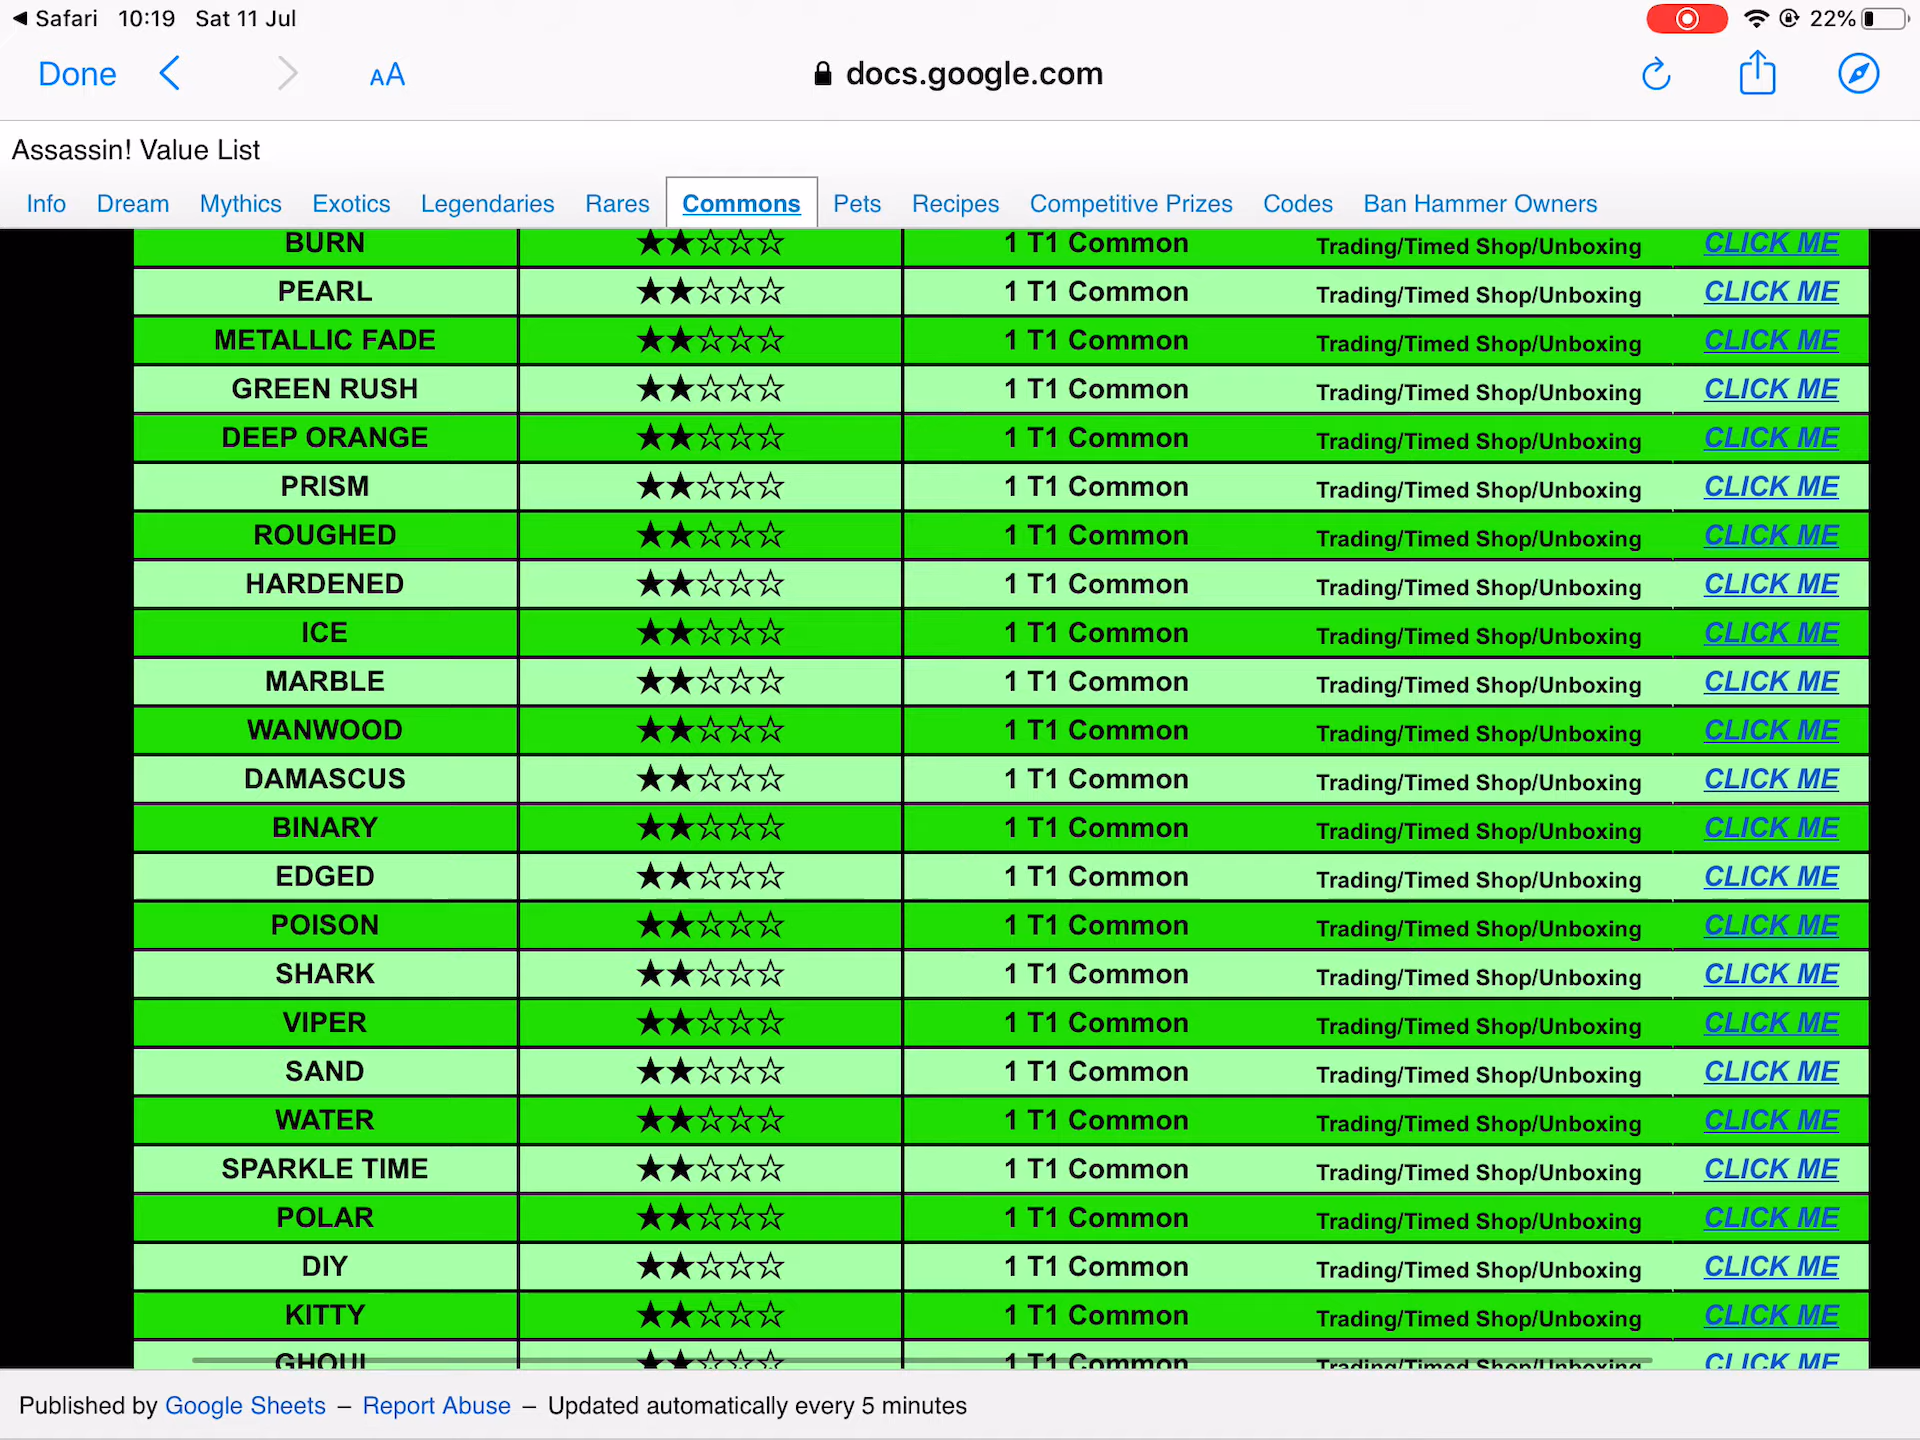 ◀ Safari 10:19 Sat 11 Jul 22%
Done AA docs.google.com
Assassin! Value List
Info Dream Mythics Exotics Legendaries Rares Commons Pets Recipes Competitive Prizes Codes Ban Hammer Owners
BURN ★★☆☆☆ 1 T1 Common Trading/Timed Shop/Unboxing CLICK ME
PEARL ★★☆☆☆ 1 T1 Common Trading/Timed Shop/Unboxing CLICK ME
METALLIC FADE ★★☆☆☆ 1 T1 Common Trading/Timed Shop/Unboxing CLICK ME
GREEN RUSH ★★☆☆☆ 1 T1 Common Trading/Timed Shop/Unboxing CLICK ME
DEEP ORANGE ★★☆☆☆ 1 T1 Common Trading/Timed Shop/Unboxing CLICK ME
PRISM ★★☆☆☆ 1 T1 Common Trading/Timed Shop/Unboxing CLICK ME
ROUGHED ★★☆☆☆ 1 T1 Common Trading/Timed Shop/Unboxing CLICK ME
HARDENED ★★☆☆☆ 1 T1 Common Trading/Timed Shop/Unboxing CLICK ME
ICE ★★☆☆☆ 1 T1 Common Trading/Timed Shop/Unboxing CLICK ME
MARBLE ★★☆☆☆ 1 T1 Common Trading/Timed Shop/Unboxing CLICK ME
WANWOOD ★★☆☆☆ 1 T1 Common Trading/Timed Shop/Unboxing CLICK ME
DAMASCUS ★★☆☆☆ 1 T1 Common Trading/Timed Shop/Unboxing CLICK ME
BINARY ★★☆☆☆ 1 T1 Common Trading/Timed Shop/Unboxing CLICK ME
EDGED ★★☆☆☆ 1 T1 Common Trading/Timed Shop/Unboxing CLICK ME
POISON ★★☆☆☆ 1 T1 Common Trading/Timed Shop/Unboxing CLICK ME
SHARK ★★☆☆☆ 1 T1 Common Trading/Timed Shop/Unboxing CLICK ME
VIPER ★★☆☆☆ 1 T1 Common Trading/Timed Shop/Unboxing CLICK ME
SAND ★★☆☆☆ 1 T1 Common Trading/Timed Shop/Unboxing CLICK ME
WATER ★★☆☆☆ 1 T1 Common Trading/Timed Shop/Unboxing CLICK ME
SPARKLE TIME ★★☆☆☆ 1 T1 Common Trading/Timed Shop/Unboxing CLICK ME
POLAR ★★☆☆☆ 1 T1 Common Trading/Timed Shop/Unboxing CLICK ME
DIY ★★☆☆☆ 1 T1 Common Trading/Timed Shop/Unboxing CLICK ME
KITTY ★★☆☆☆ 1 T1 Common Trading/Timed Shop/Unboxing CLICK ME
GHOUL ★★☆☆☆ 1 T1 Common Trading/Timed Shop/Unboxing CLICK ME
Published by Google Sheets – Report Abuse – Updated automatically every 5 minutes